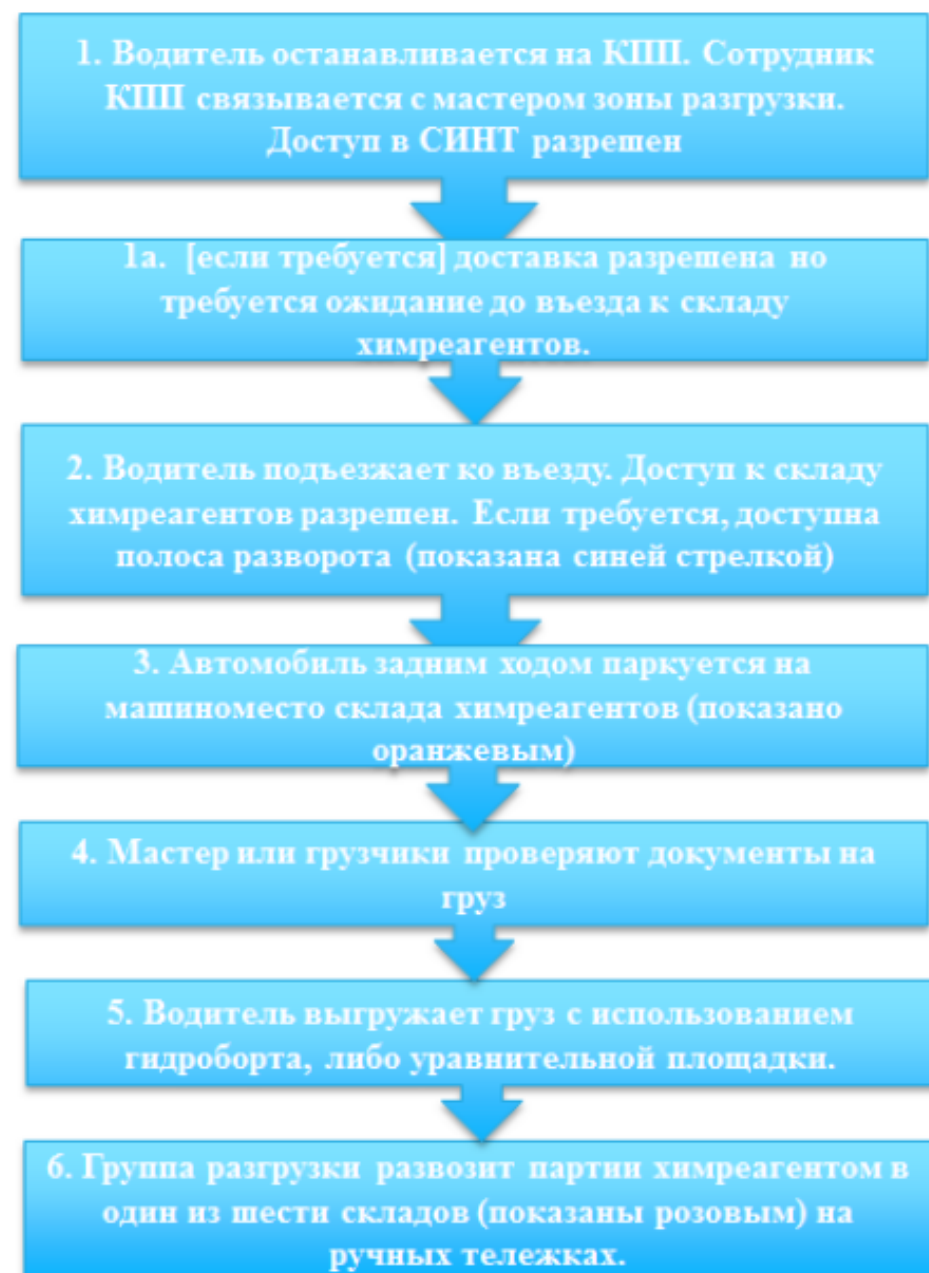 1. Водитель останавливается на КПП. Сотрудник
КПП связывается с мастером зоны разгрузки.
Доступ в СИНТ разрешен
1а. [если требуется] доставка разрешена но
требуется ожидание до въезда к складу
химреагентов.
2. Водитель подъезжает ко въезду. Доступ к складу
химреагентов разрешен. Если требуется, доступна
полоса разворота (показана синей стрелкой)
3. Автомобиль задним ходом паркуется на
машиноместо склада химреагентов (показано
оранжевым)
4. Мастер или грузчики проверяют документы на
груз
5. Водитель выгружает груз с использованием
гидроборта, либо уравнительной площадки.
6. Группа разгрузки развозит партии химреагентом в
один из шести складов (показаны розовым) на
ручных тележках.